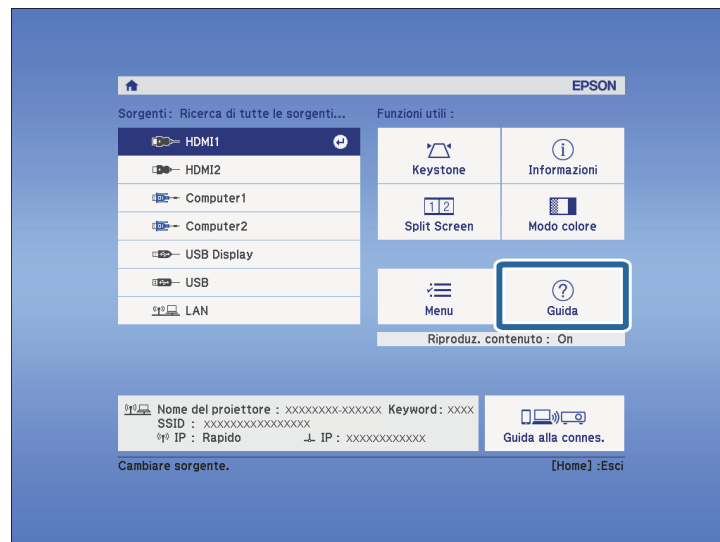 EPSON
Sorgenti: Ricerca di tutte le sorgenti...
Funzioni utili :
HDMI1
HDMI2
Computer1
Computer2
USB Display
USB
LAN
Keystone
Informazioni
1 2
Split Screen
Modo colore
Menu
? Guida
Riproduz. contenuto : On
Nome del proiettore : XXXXXXXX-XXXXXX Keyword : XXXX
SSID : XXXXXXXXXXXXXXXX
IP : Rapido IP : XXXXXXXXXXXX
Guida alla connes.
Cambiare sorgente.
[Home] :Esci